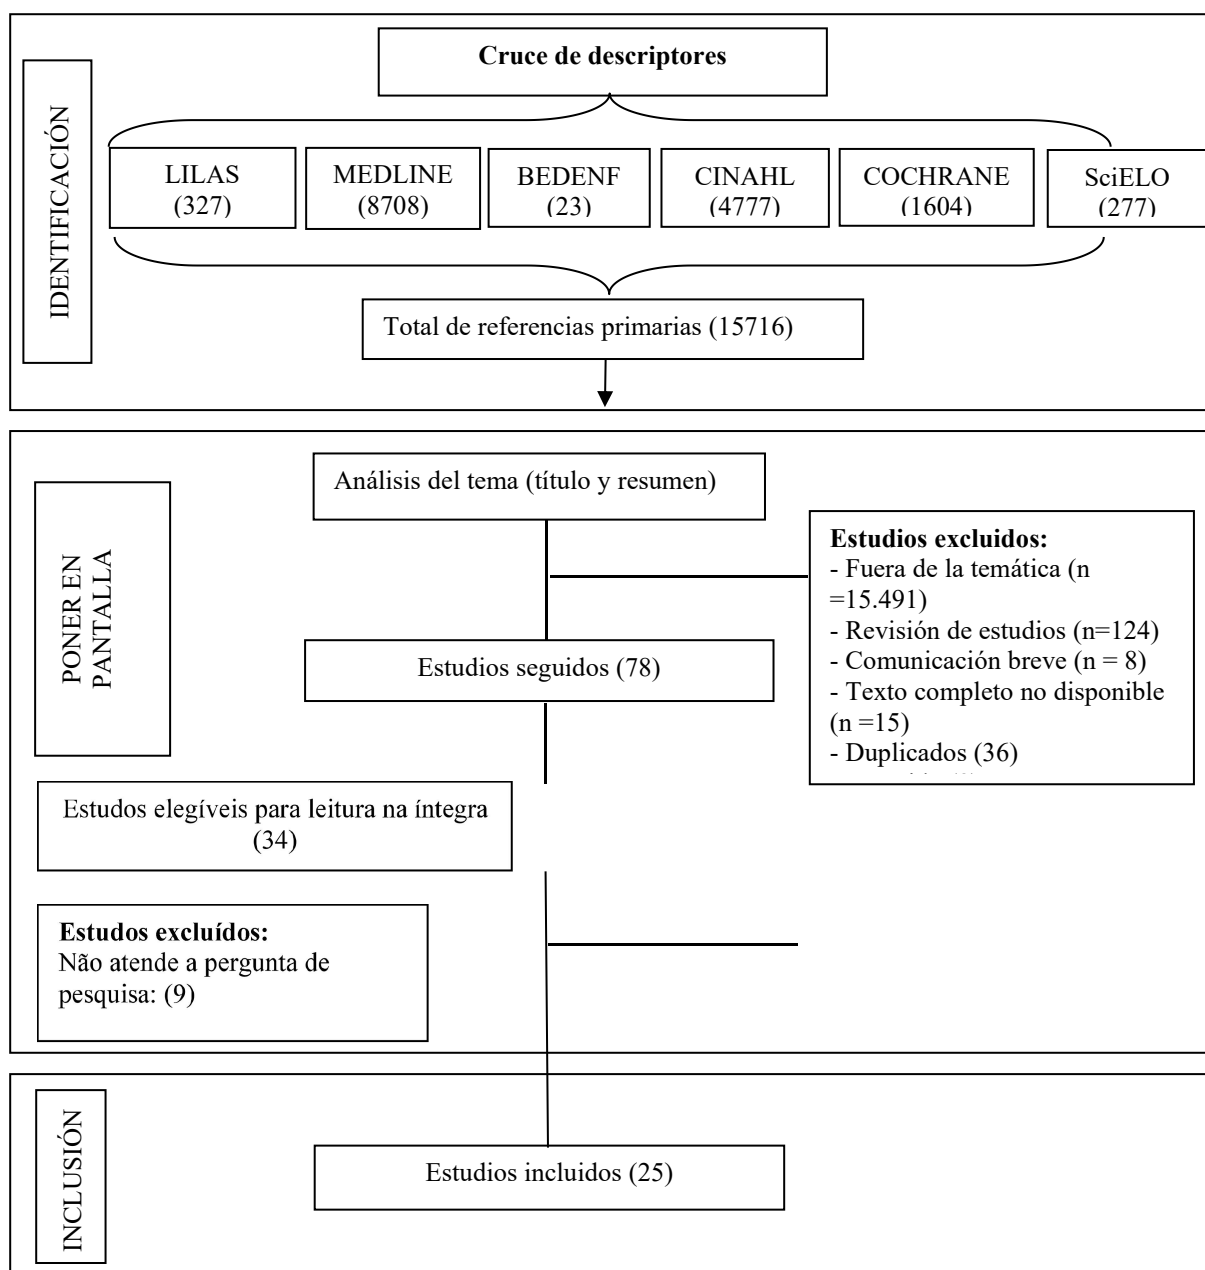 Cruce de descriptores
IDENTIFICACIÓN
LILAS
(327)
MEDLINE
(8708)
BEDENF
(23)
CINAHL
(4777)
COCHRANE
(1604)
SciELO
(277)
Total de referencias primarias (15716)
PONER EN
PANTALLA
Análisis del tema (título y resumen)
Estudios excluidos:
- Fuera de la temática (n
=15.491)
- Revisión de estudios (n=124)
- Comunicación breve (n = 8)
- Texto completo no disponible
(n =15)
- Duplicados (36)
Estudios seguidos (78)
Estudos elegíveis para leitura na íntegra
(34)
Estudos excluídos:
Não atende a pergunta de
pesquisa: (9)
INCLUSIÓN
Estudios incluidos (25)